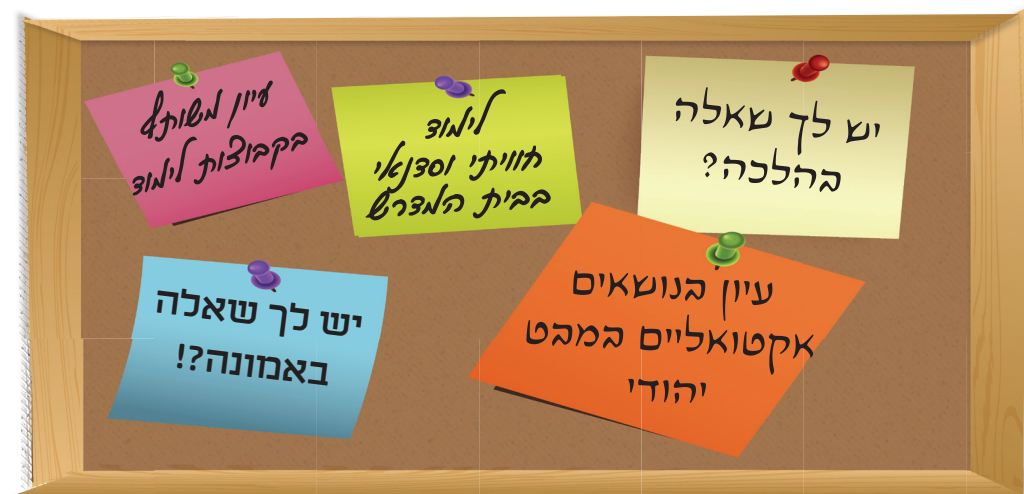 יש לך שאלה
בהלכה?
לימוד
חוויתי וסדנאי
בבית המדרש
עיון משותף
בקבוצות לימוד
עיון בנושאים
אקטואליים במבט
יהודי
יש לך שאלה
באמונה?!